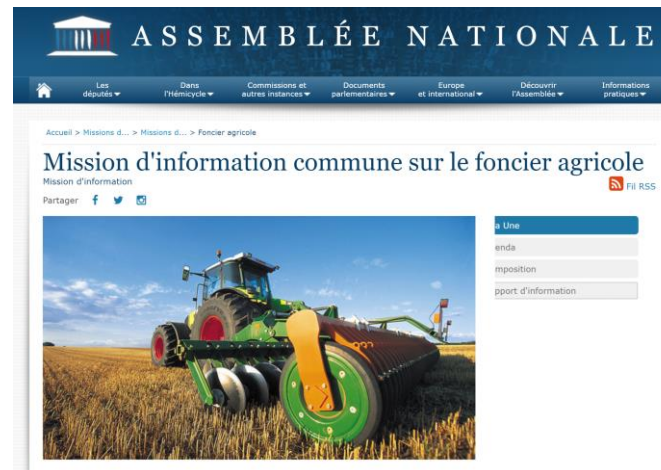 ASSEMBLÉE NATIONALE
Les députés
Dans l'Hémicycle
Commissions et autres instances
Documents parlementaires
Europe et international
Découvrir l'Assemblée
Informations pratiques
Accueil > Missions d... > Missions d... > Foncier agricole
Mission d'information commune sur le foncier agricole
Mission d'information
Fil RSS
Partager
a Une
enda
mposition
pport d'information